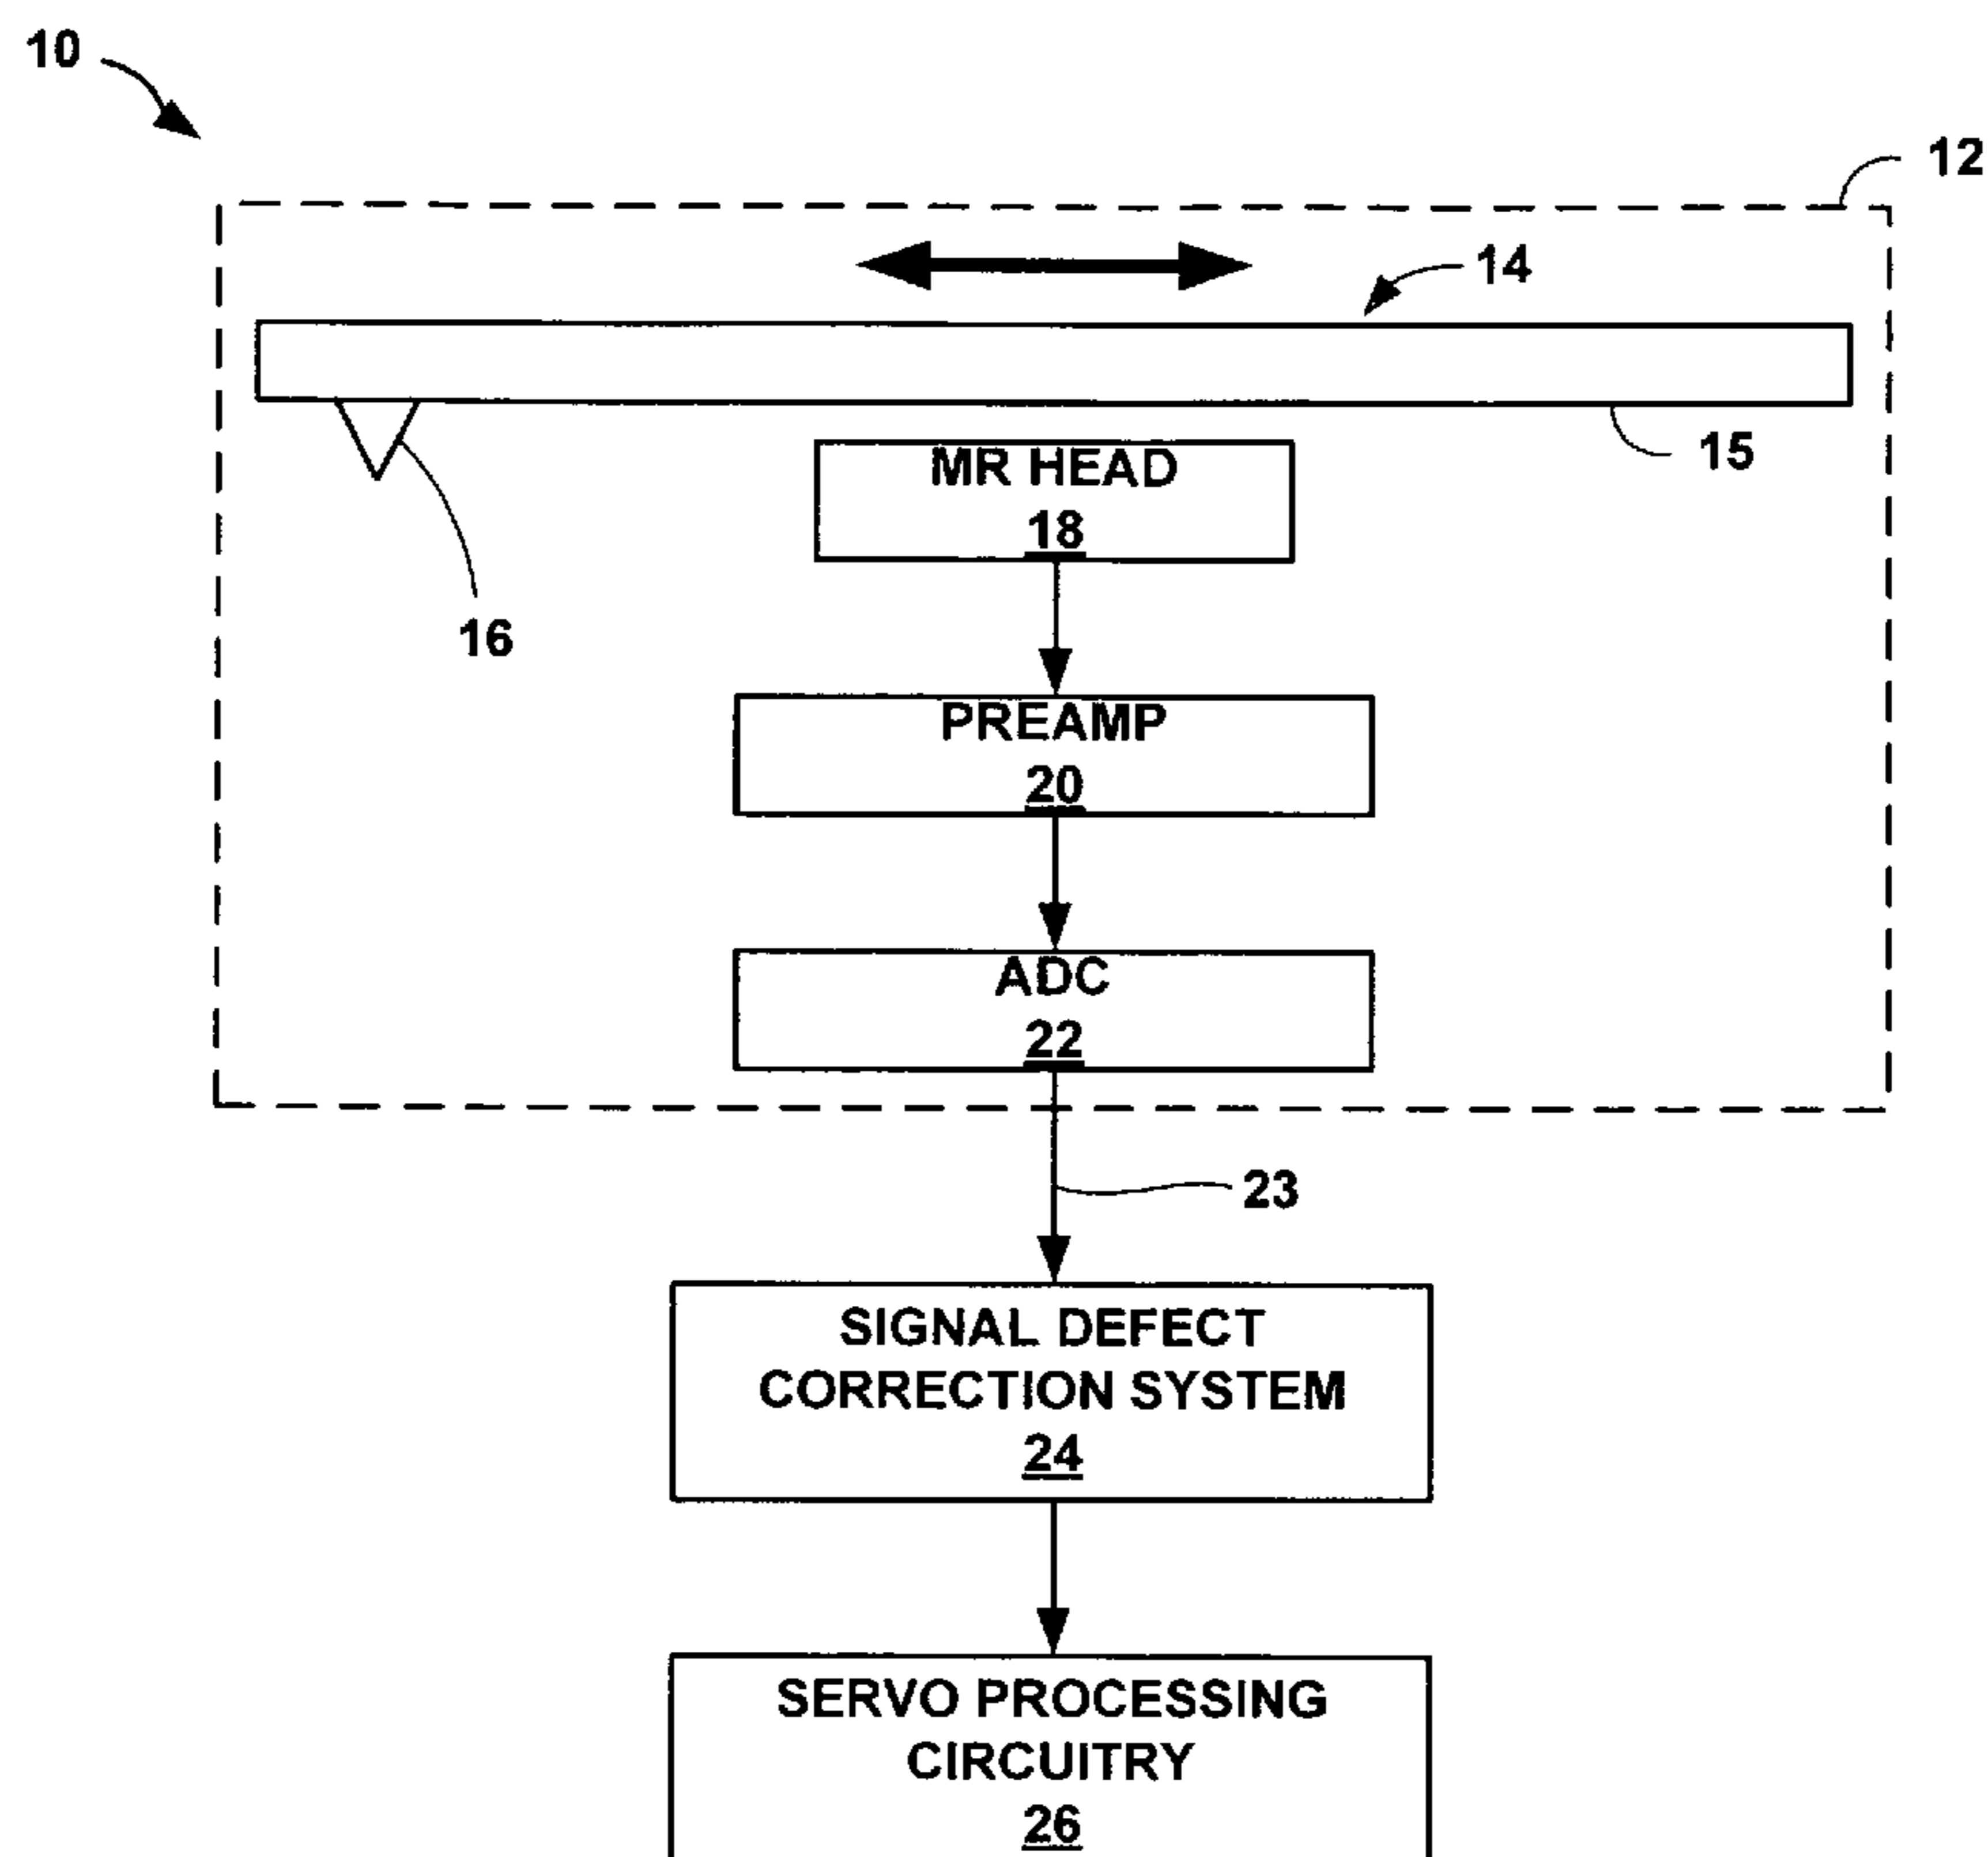 10
12
14
15
MR HEAD
18
16
PREAMP
20
ADC
22
23
SIGNAL DEFECT
CORRECTION SYSTEM
24
SERVO PROCESSING
CIRCUITRY
26